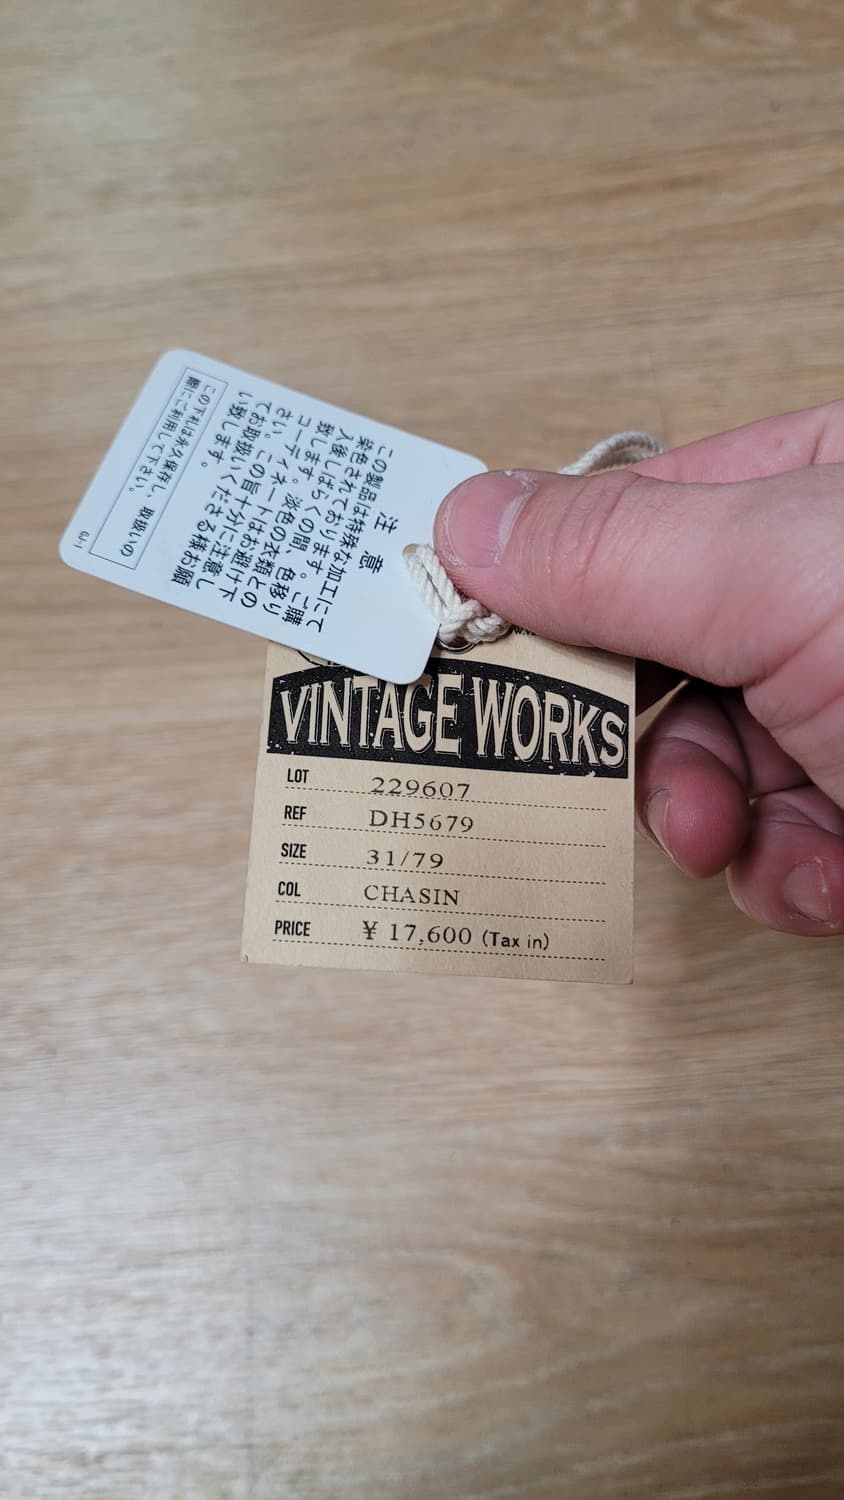 注意
この製品は特殊な加工にて
染色されております。ご購
入後しばらくの間、色移り
致します。淡色の衣類との
コーディネートはお避け下
さい。この旨十分に注意し
てお取扱いくださる様お願
い致します。
この下札は永久保存し、取扱いの
際にご利用して下さい。
GJ-1
VINTAGE WORKS
LOT 229607
REF DH5679
SIZE 31/79
COL CHASIN
PRICE ¥ 17,600 (Tax in)